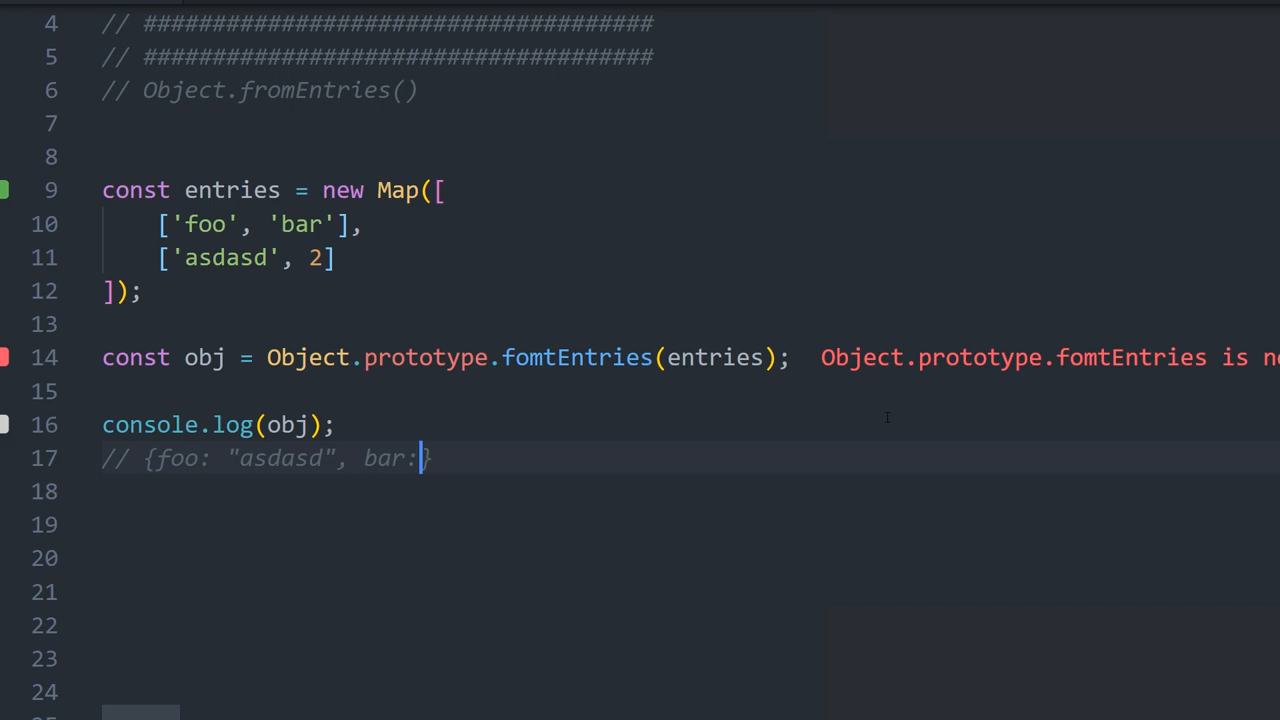 4 // #####################################
5 // #####################################
6 // Object.fromEntries()
7
8
9 const entries = new Map([
10 ['foo', 'bar'],
11 ['asdasd', 2]
12 ]);
13
14 const obj = Object.prototype.fomtEntries(entries); Object.prototype.fomtEntries is no
15
16 console.log(obj);
17 // {foo: "asdasd", bar:}
18
19
20
21
22
23
24